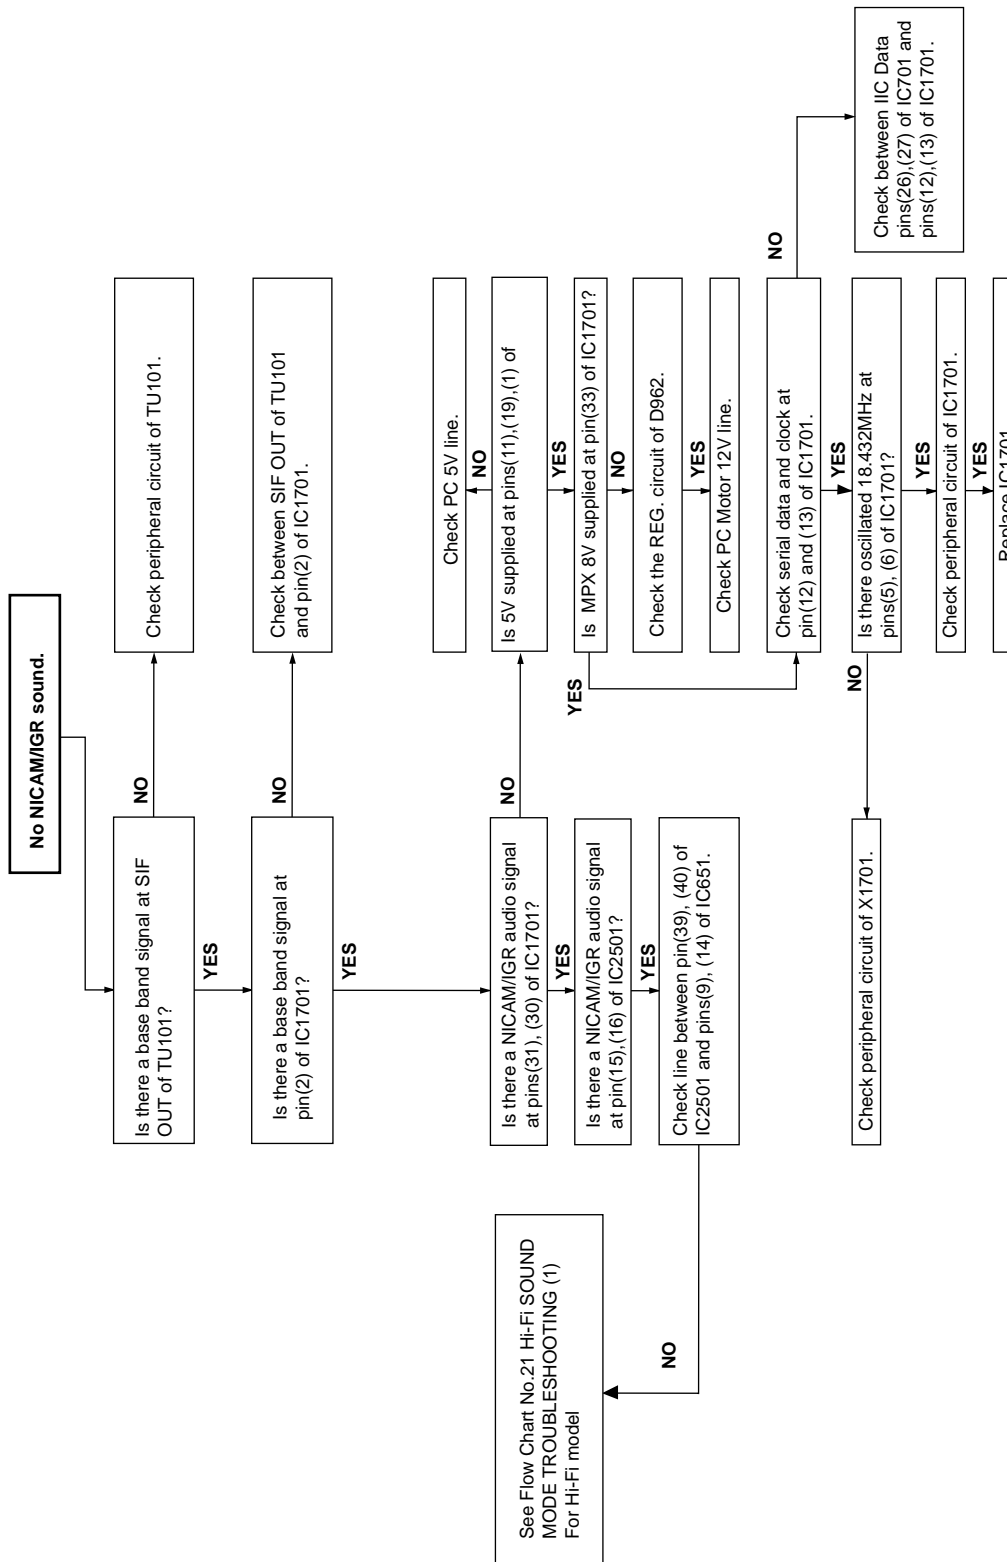 No NICAM/IGR sound.
Is there a base band signal at SIF
OUT of TU101?
NO
Check peripheral circuit of TU101.
YES
Is there a base band signal at
pin(2) of IC1701?
NO
Check between SIF OUT of TU101
and pin(2) of IC1701.
YES
Is there a NICAM/IGR audio signal
at pins(31), (30) of IC1701?
NO
Is 5V supplied at pins(11),(19),(1) of
NO
Check PC 5V line.
YES
Is MPX 8V supplied at pin(33) of IC1701?
NO
Check the REG. circuit of D962.
YES
Check PC Motor 12V line.
YES
Check serial data and clock at
pin(12) and (13) of IC1701.
NO
Check between IIC Data
pins(26),(27) of IC701 and
pins(12),(13) of IC1701.
YES
Is there oscillated 18.432MHz at
pins(5), (6) of IC1701?
NO
Check peripheral circuit of X1701.
YES
Check peripheral circuit of IC1701.
YES
Replace IC1701
YES
Is there a NICAM/IGR audio signal
at pin(15),(16) of IC2501?
YES
Check line between pin(39), (40) of
IC2501 and pins(9), (14) of IC651.
NO
See Flow Chart No.21 Hi-Fi SOUND
MODE TROUBLESHOOTING (1)
For Hi-Fi model